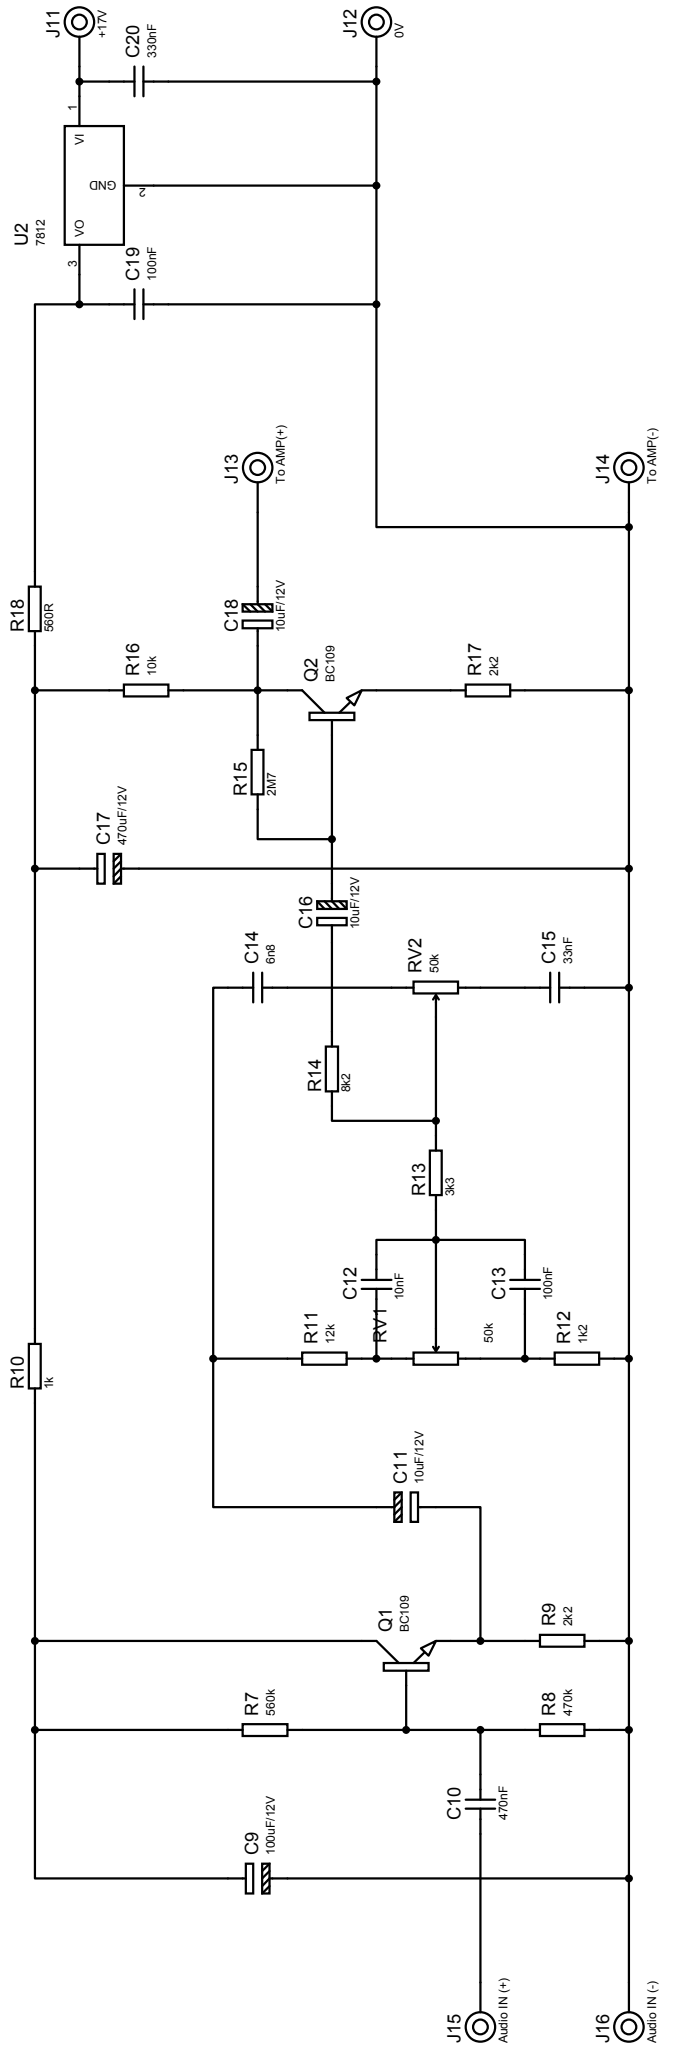 J11
+17V
C20
330nF
J12
0V
1
VI
GND
2
U2
7812
VO
3
C19
100nF
J13
To AMP(+)
J14
To AMP(-)
R18
560R
C18
10uF/12V
R16
10k
Q2
BC109
R17
2k2
R15
2M7
C17
470uF/12V
C16
10uF/12V
C14
6n8
RV2
50k
C15
33nF
R14
8k2
R13
3k3
C12
10nF
C13
100nF
R10
1k
R11
12k
RV1
50k
R12
1k2
C11
10uF/12V
Q1
BC109
R9
2k2
R7
560k
R8
470k
C10
470nF
C9
100uF/12V
J15
Audio IN (+)
J16
Audio IN (-)